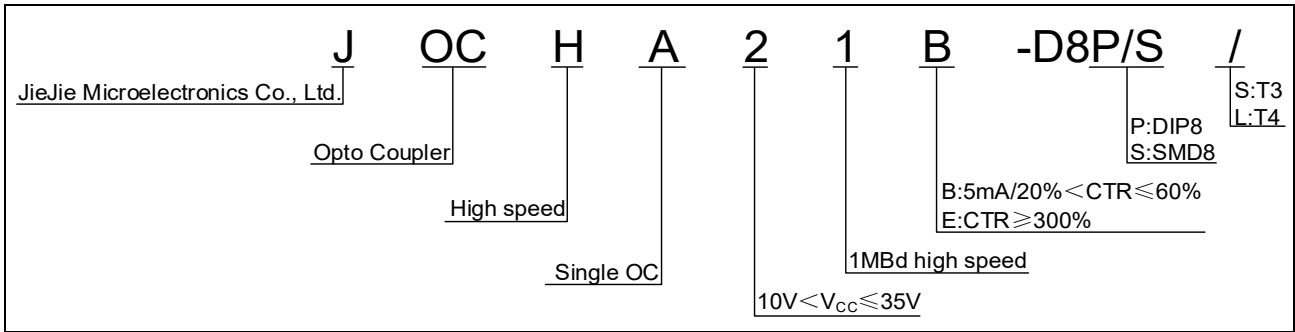 J OC H A 2 1 B -D8P/S /
JieJie Microelectronics Co., Ltd.
S:T3
L:T4
P:DIP8
S:SMD8
Opto Coupler
B:5mA/20%<CTR≤60%
E:CTR≥300%
High speed
1MBd high speed
Single OC
10V<VCC≤35V